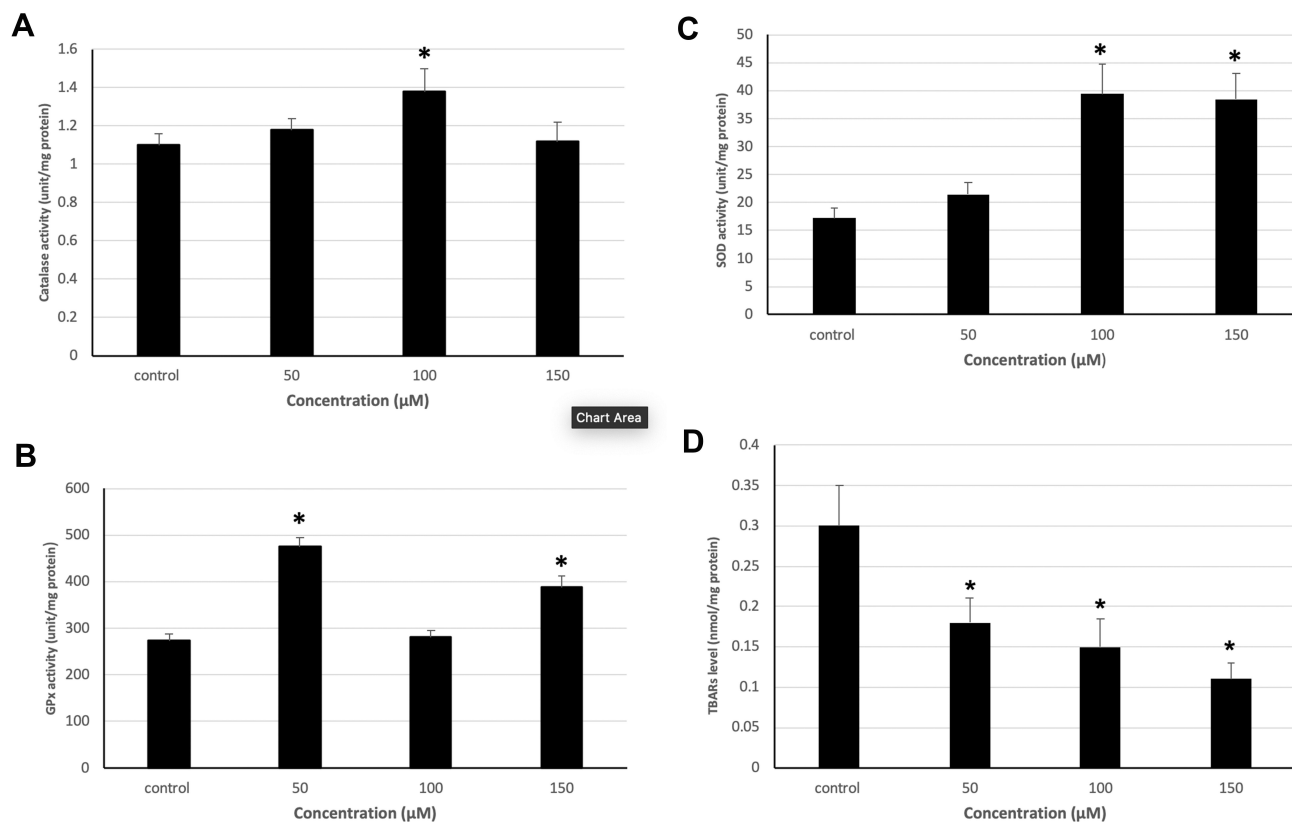 A
Catalase activity (unit/mg protein)
1.6
1.4
1.2
1
0.8
0.6
0.4
0.2
0
*
control 50 100 150
Concentration (µM)
Chart Area
B
GPx activity (unit/mg protein)
600
500
400
300
200
100
0
*
*
control 50 100 150
Concentration (µM)
C
SOD activity (unit/mg protein)
50
45
40
35
30
25
20
15
10
5
0
* *
control 50 100 150
Concentration (µM)
D
TBARs level (nmol/mg protein)
0.4
0.35
0.3
0.25
0.2
0.15
0.1
0.05
0
*
*
*
control 50 100 150
Concentration (µM)